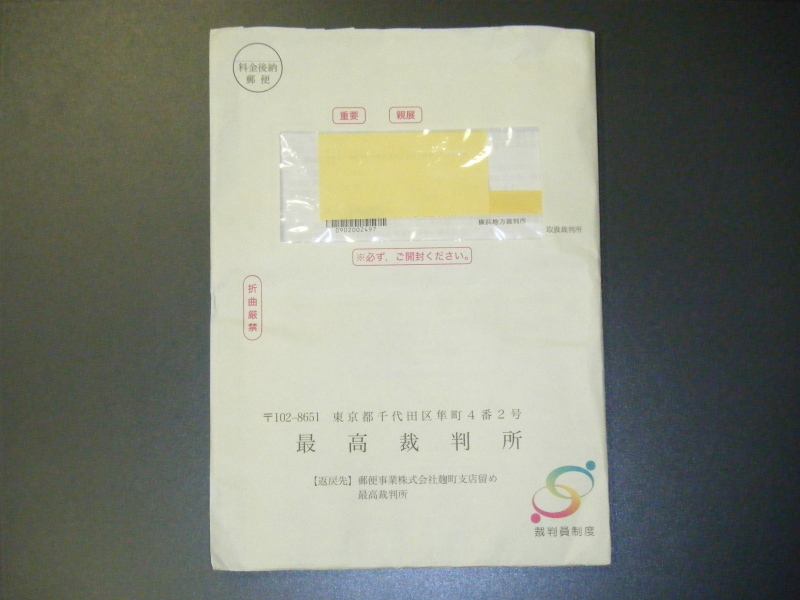 料金後納
郵便
重要 親展
0902002497
横浜地方裁判所
取扱裁判所
※必ず、ご開封ください。
折曲厳禁
〒102-8651 東京都千代田区隼町4番2号
最高裁判所
【返戻先】郵便事業株式会社麹町支店留め
最高裁判所
裁判員制度